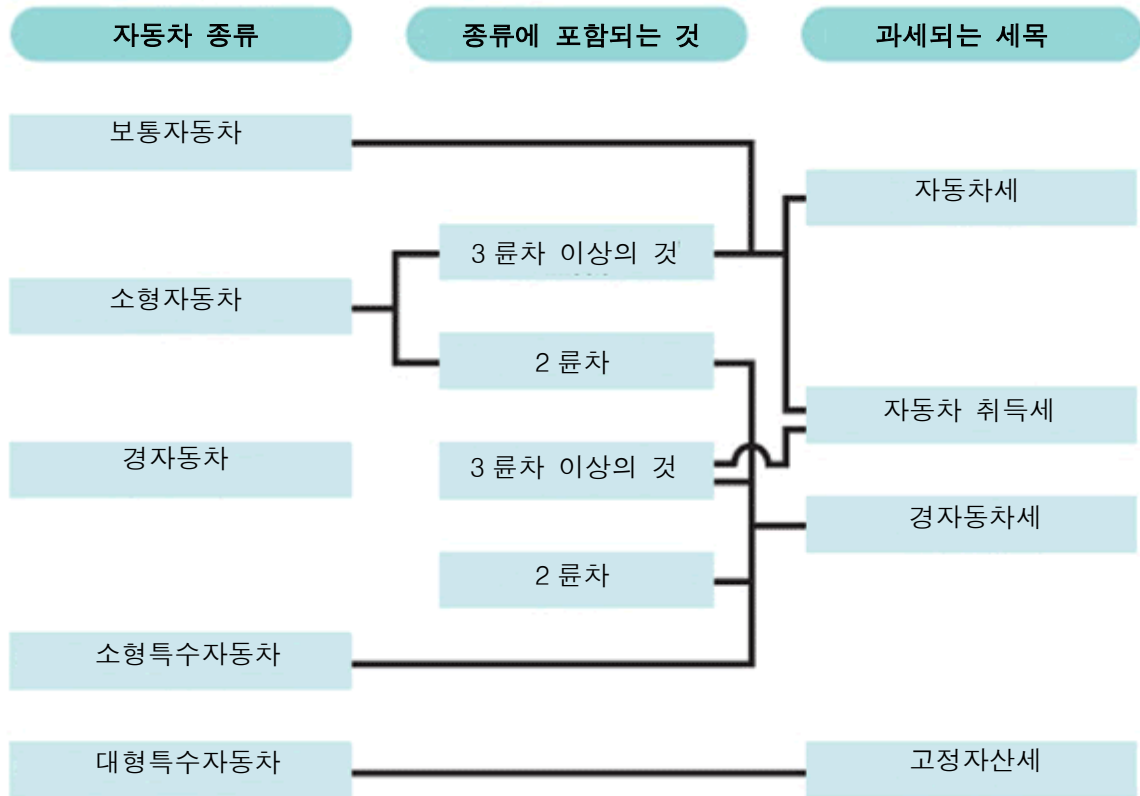 자동차 종류
종류에 포함되는 것
과세되는 세목
보통자동차
자동차세
3륜차 이상의 것
소형자동차
2륜차
자동차 취득세
경자동차
3륜차 이상의 것
경자동차세
2륜차
소형특수자동차
대형특수자동차
고정자산세